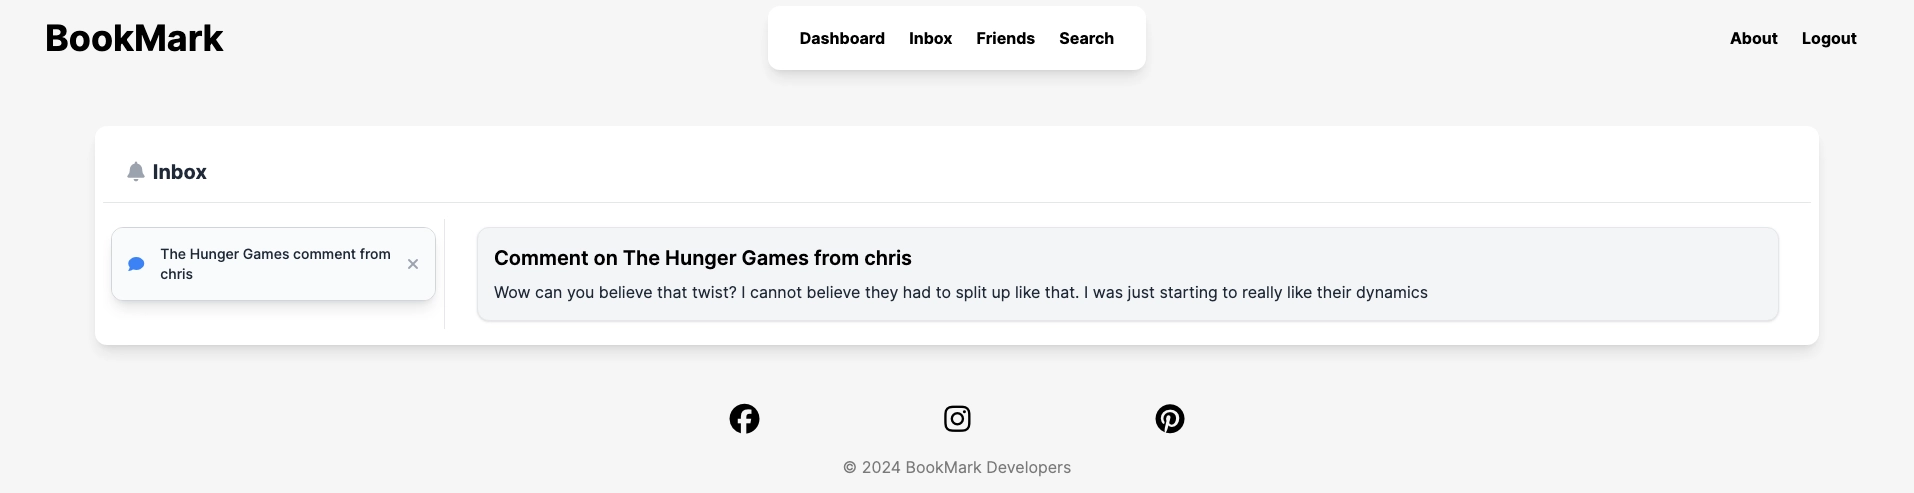 BookMark
Dashboard Inbox Friends Search
About Logout
Inbox
The Hunger Games comment from
chris
Comment on The Hunger Games from chris
Wow can you believe that twist? I cannot believe they had to split up like that. I was just starting to really like their dynamics
© 2024 BookMark Developers